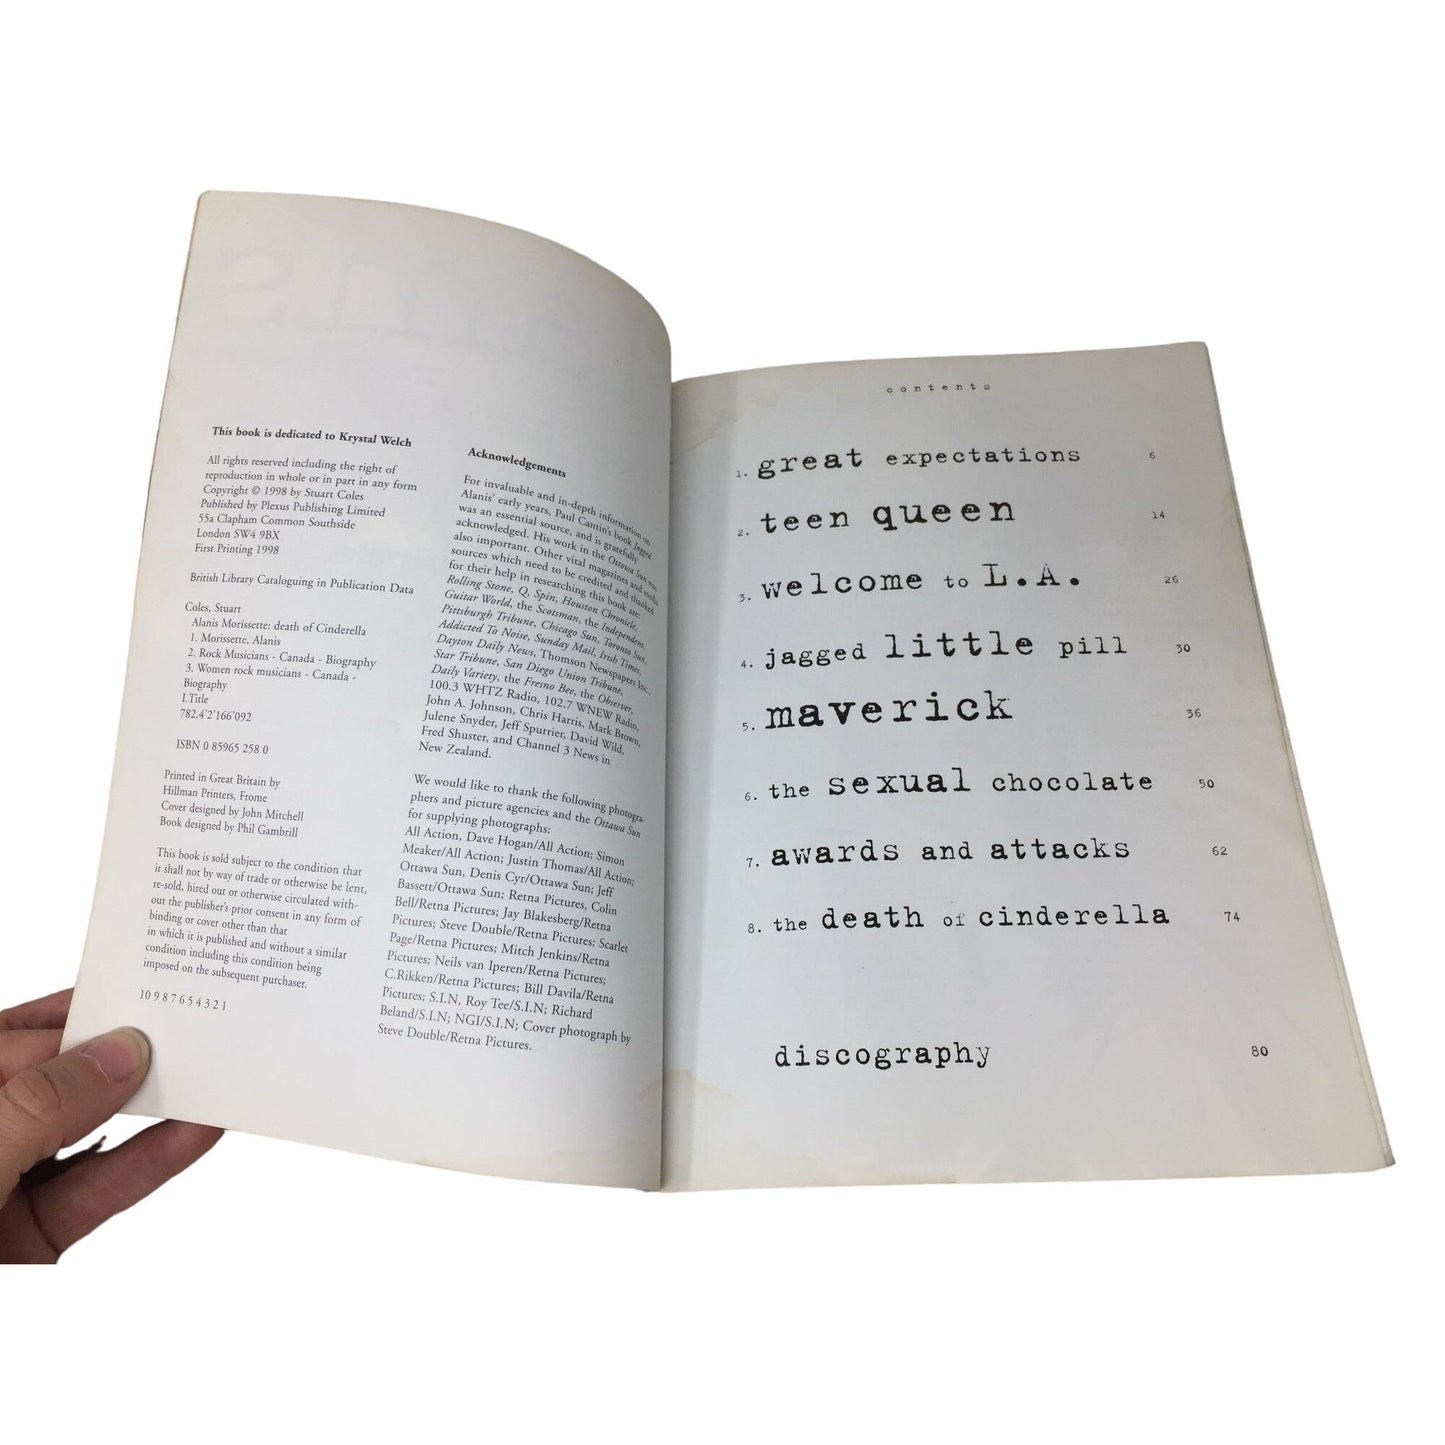 This book is dedicated to Krystal Welch
All rights reserved including the right of
reproduction in whole or in part in any form
Copyright © 1998 by Stuart Coles
Published by Plexus Publishing Limited
55a Clapham Common Southside
London SW4 9BX
First Printing 1998
British Library Cataloguing in Publication Data
Coles, Stuart
Alanis Morissette: death of Cinderella
1. Morissette, Alanis
2. Rock Musicians - Canada - Biography
3. Women rock musicians - Canada -
Biography
I.Title
782.4'2'166'092
ISBN 0 85965 258 0
Printed in Great Britain by
Hillman Printers, Frome
Cover designed by John Mitchell
Book designed by Phil Gambrill
This book is sold subject to the condition that
it shall not by way of trade or otherwise be lent,
re-sold, hired out or otherwise circulated with-
out the publisher's prior consent in any form of
binding or cover other than that
in which it is published and without a similar
condition including this condition being
imposed on the subsequent purchaser.
10 9 8 7 6 5 4 3 2 1
Acknowledgements
For invaluable and in-depth information on
Alanis' early years, Paul Cantin's book Jagged
was an essential source, and is gratefully
acknowledged. His work in the Ottawa Sun was
also important. Other vital magazines and media
sources which need to be credited and thanked
for their help in researching this book are:
Rolling Stone, Q, Spin, Houston Chronicle,
Guitar World, the Scotsman, the Independent,
Pittsburgh Tribune, Chicago Sun, Toronto Sun,
Addicted To Noise, Sunday Mail, Irish Times,
Dayton Daily News, Thomson Newspapers Inc.,
Star Tribune, San Diego Union Tribune,
Daily Variety, the Fresno Bee, the Observer,
100.3 WHTZ Radio, 102.7 WNEW Radio,
John A. Johnson, Chris Harris, Mark Brown,
Julene Snyder, Jeff Spurrier, David Wild,
Fred Shuster, and Channel 3 News in
New Zealand.
We would like to thank the following photogra-
phers and picture agencies and the Ottawa Sun
for supplying photographs:
All Action, Dave Hogan/All Action; Simon
Meaker/All Action; Justin Thomas/All Action;
Ottawa Sun, Denis Cyr/Ottawa Sun; Jeff
Bassett/Ottawa Sun; Retna Pictures, Colin
Bell/Retna Pictures; Jay Blakesberg/Retna
Pictures; Steve Double/Retna Pictures; Scarlet
Page/Retna Pictures; Mitch Jenkins/Retna
Pictures; Neils van Iperen/Retna Pictures;
C.Rikken/Retna Pictures; Bill Davila/Retna
Pictures; S.I.N, Roy Tee/S.I.N; Richard
Beland/S.I.N; NGI/S.I.N; Cover photograph by
Steve Double/Retna Pictures.
contents
1. great expectations 6
2. teen queen 14
3. welcome to L.A. 26
4. jagged little pill 30
5. maverick 36
6. the sexual chocolate 50
7. awards and attacks 62
8. the death of cinderella 74
discography 80